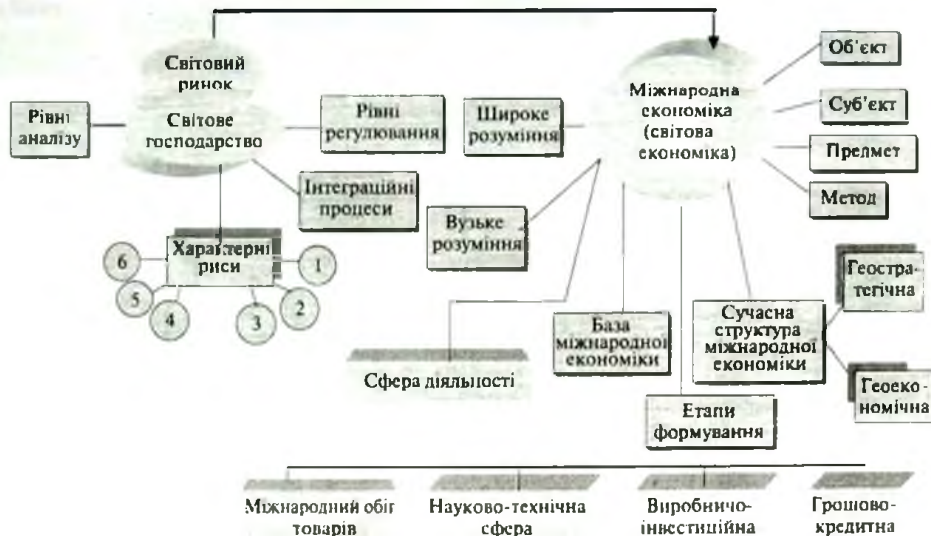 Світовий
ринок
Світове
господарство
Рівні
аналізу
Рівні
регулювання
Інтеграційні
процеси
Характерні
риси
1
2
3
4
5
6
Міжнародна
економіка
(світова
економіка)
Широке
розуміння
Вузьке
розуміння
Об’єкт
Суб’єкт
Предмет
Метод
Сфера діяльності
База
міжнародної
економіки
Етапи
формування
Сучасна
структура
міжнародної
економіки
Геостра-
тегічна
Геоеко-
номічна
Міжнародний обіг
товарів
Науково-технічна
сфера
Виробничо-
інвестиційна
Грошово-
кредитна